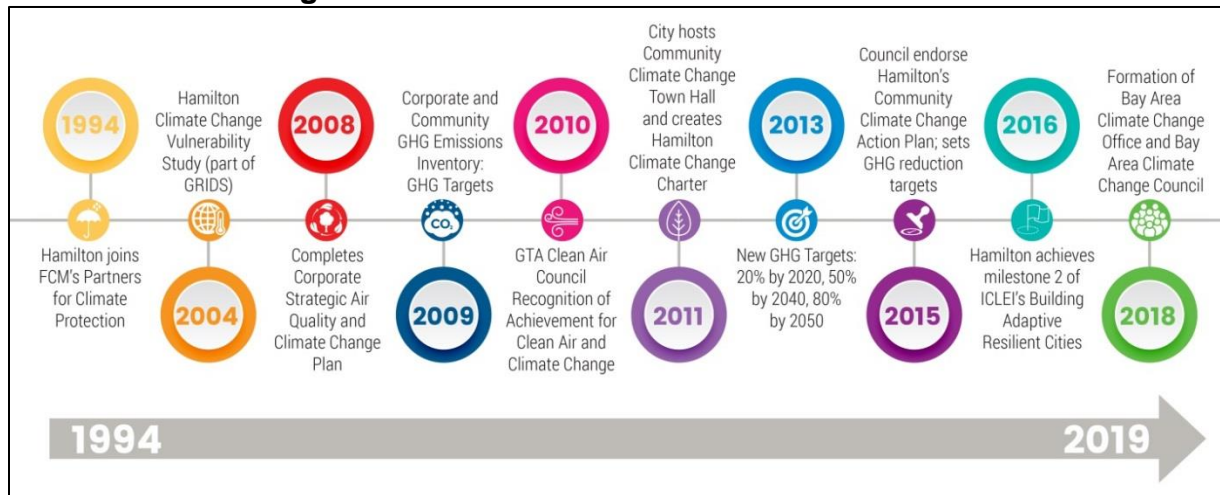 g
1994
Hamilton joins
FCM's Partners
for Climate
Protection
Hamilton
Climate Change
Vulnerability
Study (part of
GRIDS)
2004
2008
Completes
Corporate
Strategic Air
Quality and
Climate Change
Plan
Corporate and
Community
GHG Emissions
Inventory:
GHG Targets
CO₂
2009
2010
GTA Clean Air
Council
Recognition of
Achievement for
Clean Air and
Climate Change
City hosts
Community
Climate Change
Town Hall
and creates
Hamilton
Climate Change
Charter
2011
2013
New GHG Targets:
20% by 2020, 50%
by 2040, 80%
by 2050
Council endorse
Hamilton's
Community
Climate Change
Action Plan; sets
GHG reduction
targets
2015
2016
Hamilton achieves
milestone 2 of
ICLEI's Building
Adaptive
Resilient Cities
Formation of
Bay Area
Climate Change
Office and Bay
Area Climate
Change Council
2018
1994
2019